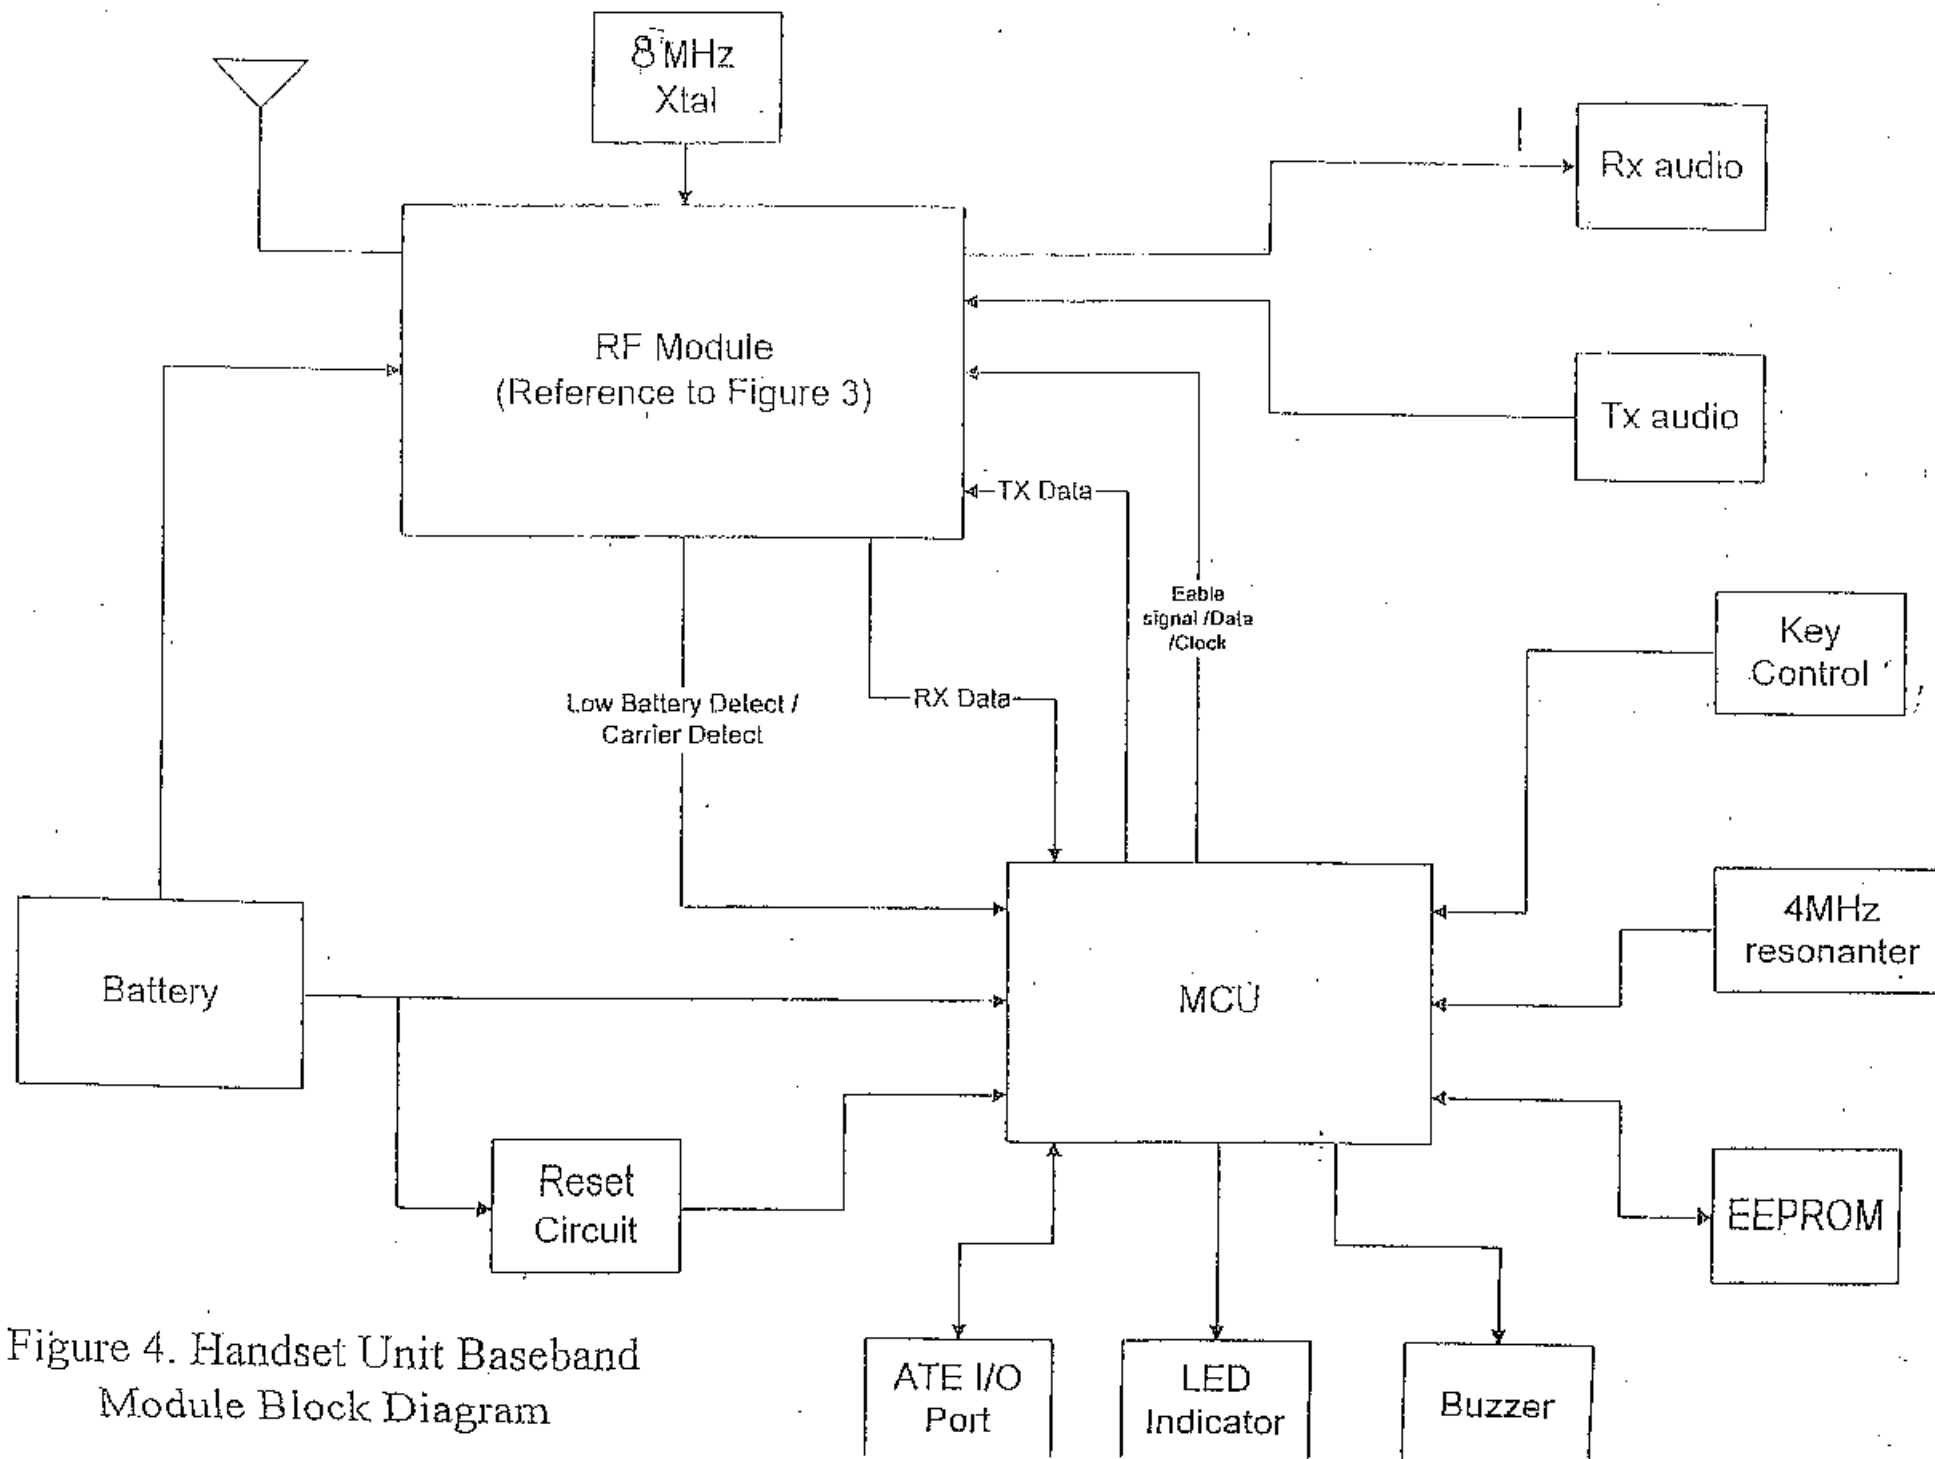 8 MHz
Xtal
Rx audio
RF Module
(Reference to Figure 3)
Tx audio
TX Data
Eable
signal /Data
/Clock
Key
Control
Low Battery Detect /
Carrier Detect
RX Data
4MHz
resonanter
Battery
MCU
Reset
Circuit
EEPROM
Figure 4. Handset Unit Baseband
Module Block Diagram
ATE I/O
Port
LED
Indicator
Buzzer